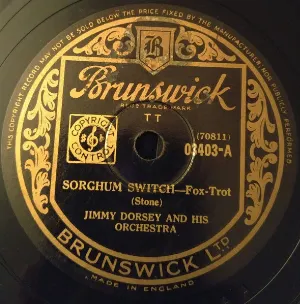 THIS COPYRIGHT RECORD MAY NOT BE SOLD BELOW THE PRICE FIXED BY THE MANUFACTURER NOR PUBLICLY PERFORMED
B
Brunswick
TRADE MARK
TT
COPYRIGHT
CONTROL
(70811)
03403-A
SORGHUM SWITCH—Fox-Trot
(Stone)
JIMMY DORSEY AND HIS
ORCHESTRA
BRUNSWICK LTD
MADE IN ENGLAND